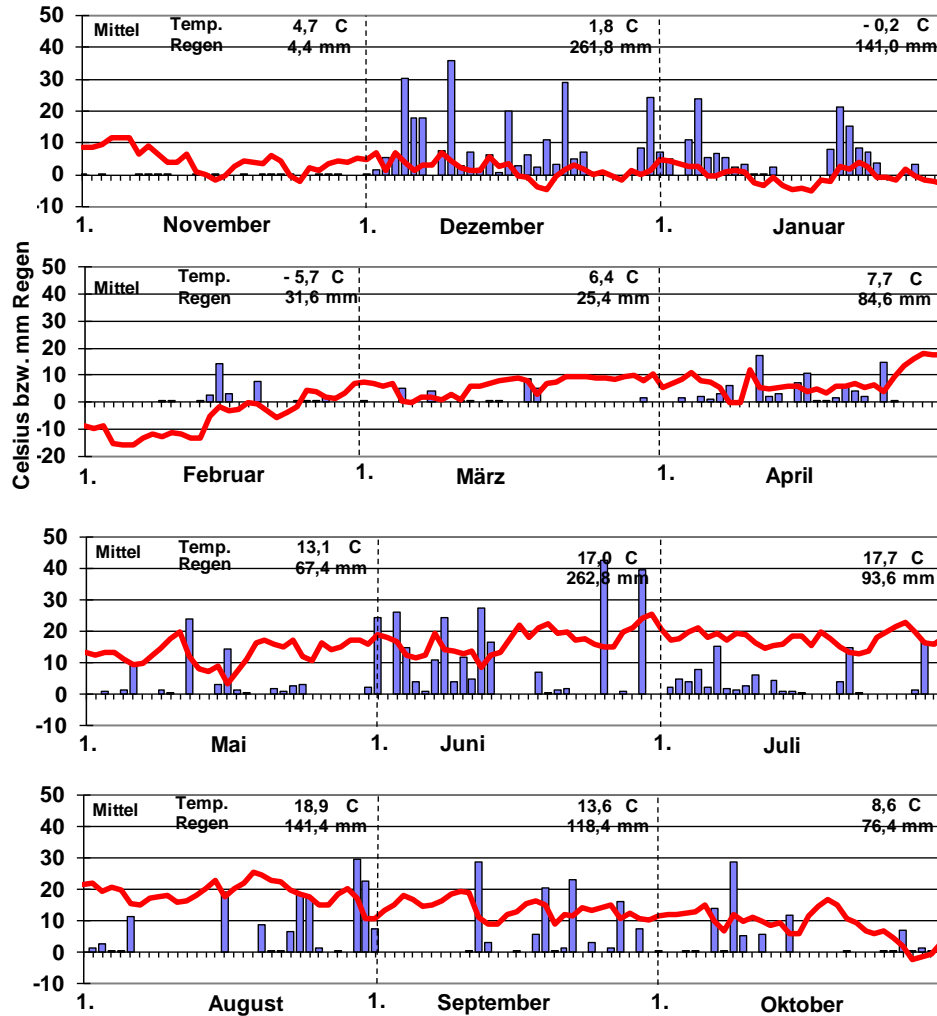 Celsius bzw. mm Regen
50
40
30
20
10
0
-10
Mittel Temp. 4,7 C 1,8 C - 0,2 C
Regen 4,4 mm 261,8 mm 141,0 mm
1. November 1. Dezember 1. Januar
50
40
30
20
10
0
-10
-20
Mittel Temp. - 5,7 C 6,4 C 7,7 C
Regen 31,6 mm 25,4 mm 84,6 mm
1. Februar 1. März 1. April
50
40
30
20
10
0
-10
Mittel Temp. 13,1 C 17,0 C 17,7 C
Regen 67,4 mm 262,8 mm 93,6 mm
1. Mai 1. Juni 1. Juli
50
40
30
20
10
0
-10
Mittel Temp. 18,9 C 13,6 C 8,6 C
Regen 141,4 mm 118,4 mm 76,4 mm
1. August 1. September 1. Oktober